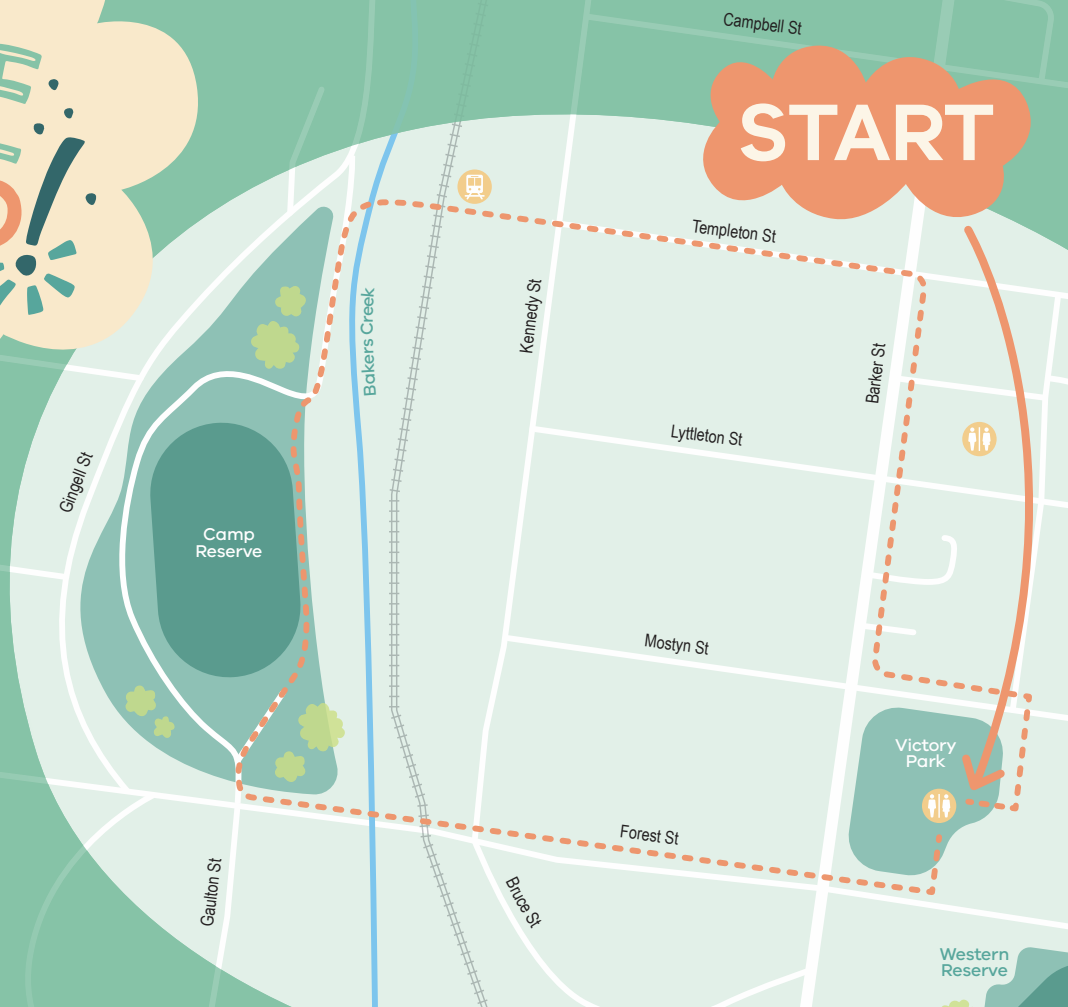 Campbell St
E
START
Templeton St
Kennedy St
Bakers Creek
Barker St
Lyttleton St
Gingell St
Camp
Reserve
Mostyn St
Victory
Park
Forest St
Gaulton St
Bruce St
Western
Reserve